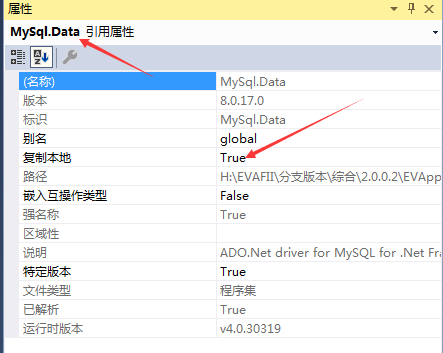 属性
MySql.Data 引用属性
(名称) MySql.Data
版本 8.0.17.0
标识 MySql.Data
别名 global
复制本地 True
路径 H:\EVAFII\分支版本\综合\2.0.0.2\EVApp
嵌入互操作类型 False
强名称 True
区域性
说明 ADO.Net driver for MySQL for .Net Fra
特定版本 True
文件类型 程序集
已解析 True
运行时版本 v4.0.30319